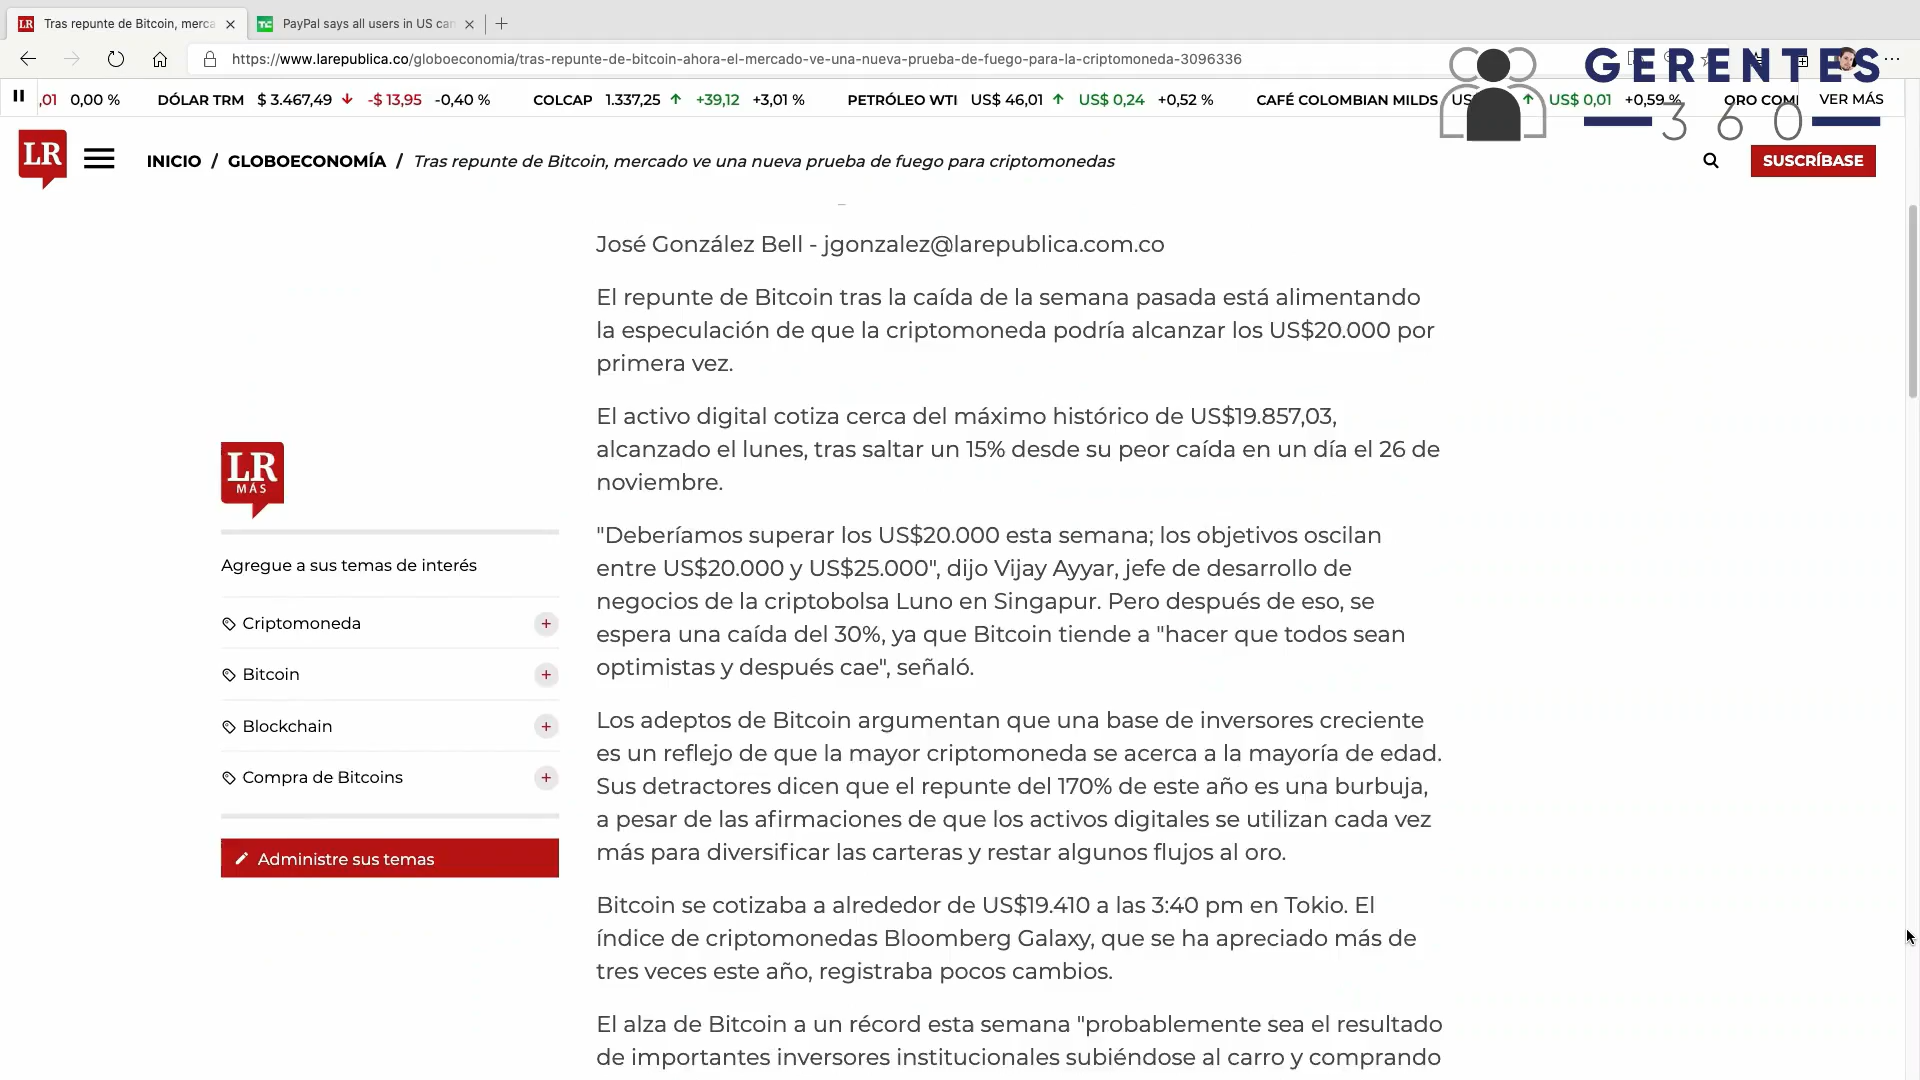 LR Tras repunte de Bitcoin, merca
TC PayPal says all users in US can
https://www.larepublica.co/globoeconomia/tras-repunte-de-bitcoin-ahora-el-mercado-ve-una-nueva-prueba-de-fuego-para-la-criptomoneda-3096336
GERENTES
360
,01 0,00 % DÓLAR TRM $ 3.467,49 -$ 13,95 -0,40 % COLCAP 1.337,25 +39,12 +3,01 % PETRÓLEO WTI US$ 46,01 US$ 0,24 +0,52 % CAFÉ COLOMBIAN MILDS US$ 0,01 +0,59 % ORO COM VER MÁS
LR
INICIO / GLOBOECONOMÍA / Tras repunte de Bitcoin, mercado ve una nueva prueba de fuego para criptomonedas
SUSCRÍBASE
José González Bell - jgonzalez@larepublica.com.co
El repunte de Bitcoin tras la caída de la semana pasada está alimentando
la especulación de que la criptomoneda podría alcanzar los US$20.000 por
primera vez.
El activo digital cotiza cerca del máximo histórico de US$19.857,03,
alcanzado el lunes, tras saltar un 15% desde su peor caída en un día el 26 de
noviembre.
"Deberíamos superar los US$20.000 esta semana; los objetivos oscilan
entre US$20.000 y US$25.000", dijo Vijay Ayyar, jefe de desarrollo de
negocios de la criptobolsa Luno en Singapur. Pero después de eso, se
espera una caída del 30%, ya que Bitcoin tiende a "hacer que todos sean
optimistas y después cae", señaló.
Los adeptos de Bitcoin argumentan que una base de inversores creciente
es un reflejo de que la mayor criptomoneda se acerca a la mayoría de edad.
Sus detractores dicen que el repunte del 170% de este año es una burbuja,
a pesar de las afirmaciones de que los activos digitales se utilizan cada vez
más para diversificar las carteras y restar algunos flujos al oro.
Bitcoin se cotizaba a alrededor de US$19.410 a las 3:40 pm en Tokio. El
índice de criptomonedas Bloomberg Galaxy, que se ha apreciado más de
tres veces este año, registraba pocos cambios.
El alza de Bitcoin a un récord esta semana "probablemente sea el resultado
de importantes inversores institucionales subiéndose al carro y comprando
LR
MÁS
Agregue a sus temas de interés
Criptomoneda +
Bitcoin +
Blockchain +
Compra de Bitcoins +
Administre sus temas